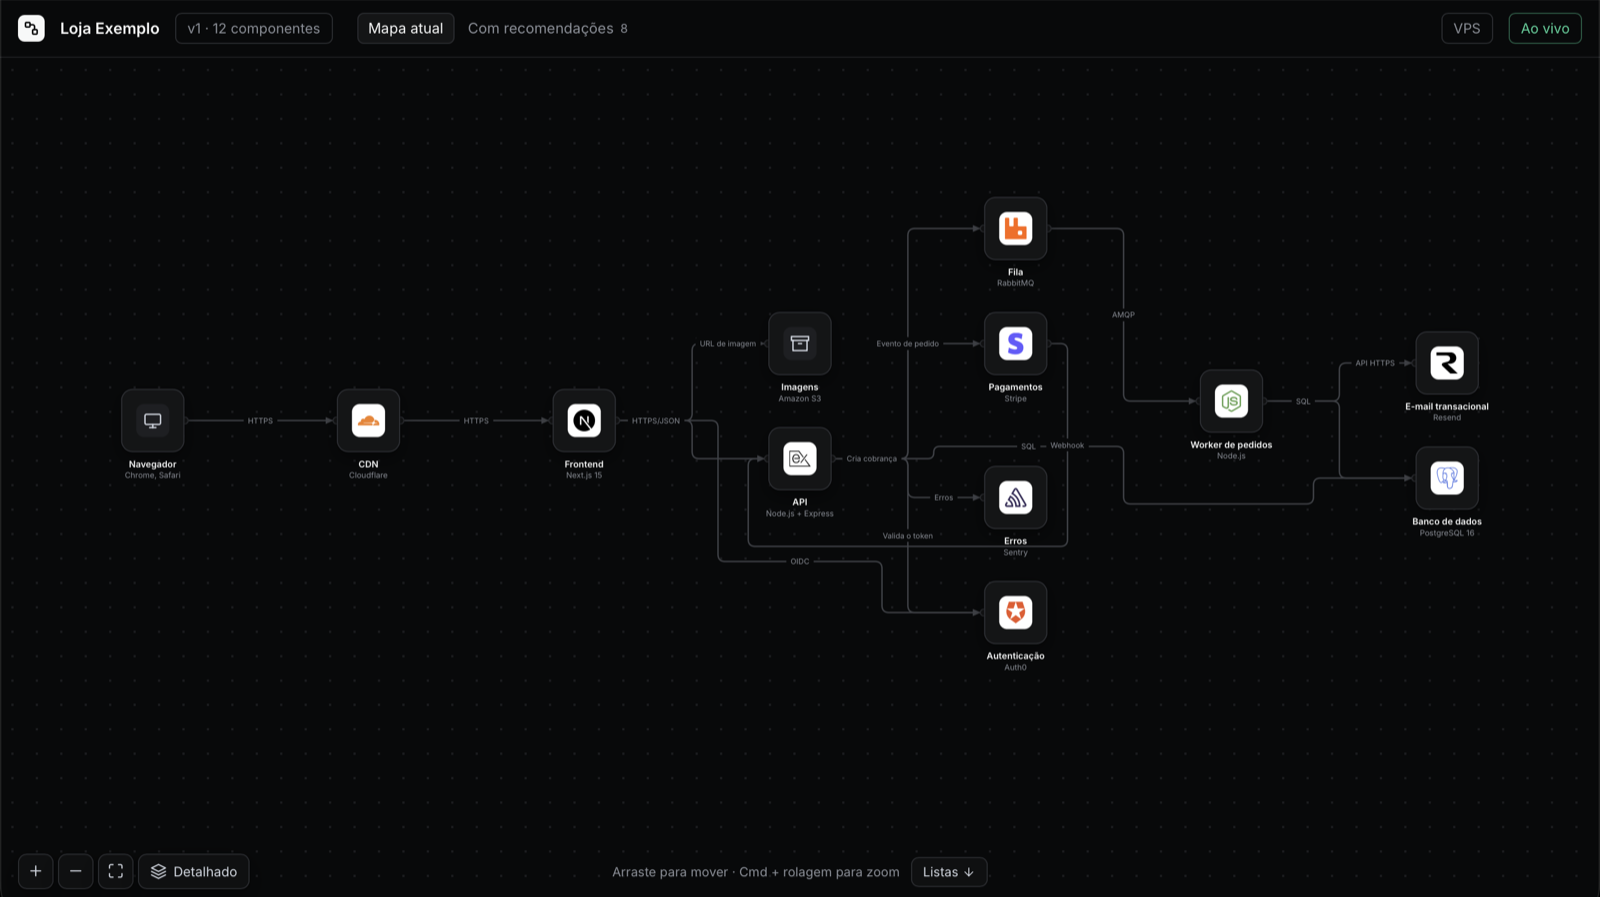 Loja Exemplo
v1 · 12 componentes
Mapa atual
Com recomendações 8
VPS
Ao vivo
Fila
RabbitMQ
AMQP
URL de imagem
Evento de pedido
Imagens
Amazon S3
Pagamentos
Stripe
API HTTPS
E-mail transacional
Resend
HTTPS
HTTPS
HTTPS/JSON
SQL
Navegador
Chrome, Safari
CDN
Cloudflare
Frontend
Next.js 15
Cria cobrança
SQL
Webhook
Worker de pedidos
Node.js
JS
ex
API
Node.js + Express
Erros
Erros
Sentry
Banco de dados
PostgreSQL 16
Valida o token
OIDC
Autenticação
Auth0
Detalhado
Arraste para mover · Cmd + rolagem para zoom
Listas ↓